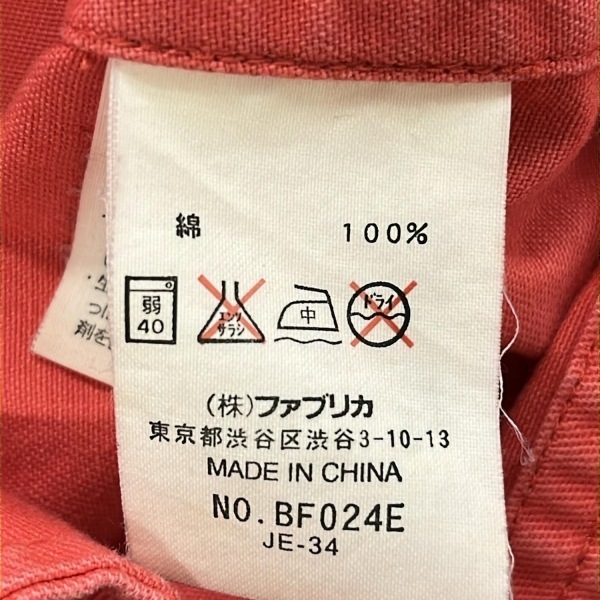 綿 100%
弱 40 エンソ サラシ 中 ドライ
(株)ファブリカ
東京都渋谷区渋谷3-10-13
MADE IN CHINA
NO.BF024E
JE-34